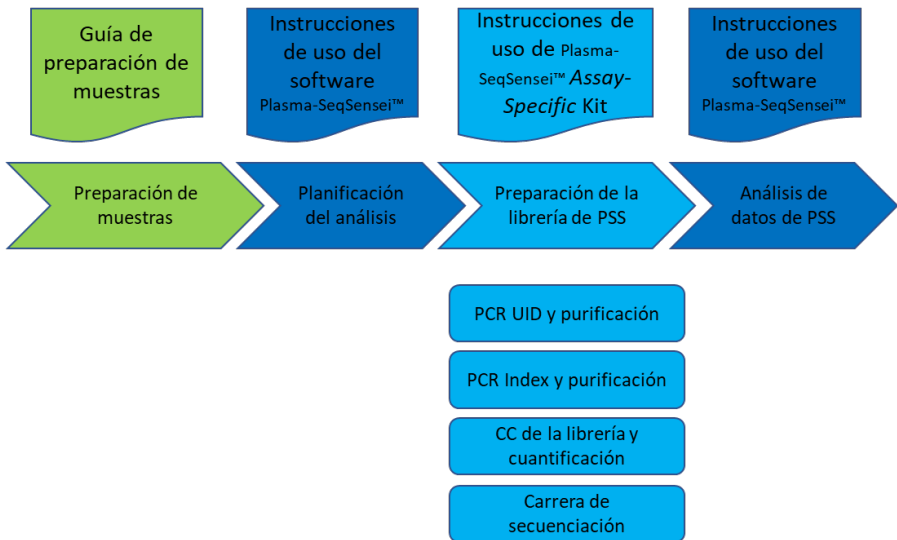 Guía de
preparación de
muestras
Instrucciones
de uso del
software
Plasma-SeqSensei™
Instrucciones de
uso de Plasma-
SeqSensei™ Assay-
Specific Kit
Instrucciones
de uso del
software
Plasma-SeqSensei™
Preparación de
muestras
Planificación
del análisis
Preparación de la
librería de PSS
Análisis de
datos de PSS
PCR UID y purificación
PCR Index y purificación
CC de la librería y
cuantificación
Carrera de
secuenciación